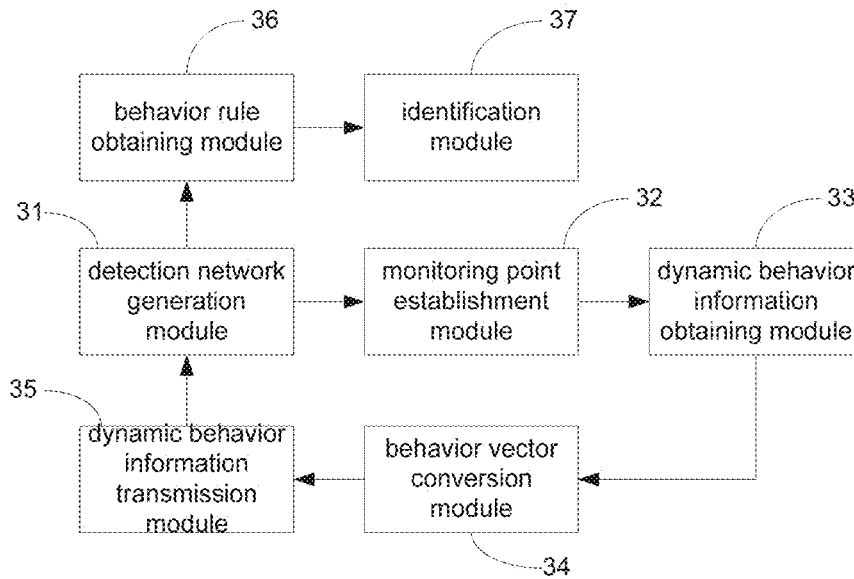 36
37
behavior rule
obtaining module
identification
module
31
32
33
detection network
generation
module
monitoring point
establishment
module
dynamic behavior
information
obtaining module
35
dynamic behavior
information
transmission
module
behavior vector
conversion
module
34